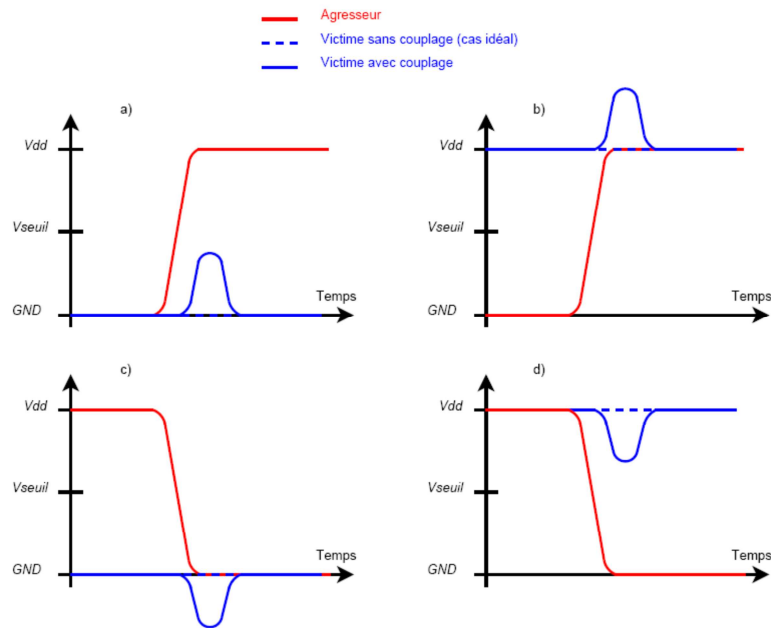 Agresseur
Victime sans couplage (cas idéal)
Victime avec couplage
a)
Vdd
Vseuil
GND
Temps
b)
Vdd
Vseuil
GND
Temps
c)
Vdd
Vseuil
GND
Temps
d)
Vdd
Vseuil
GND
Temps